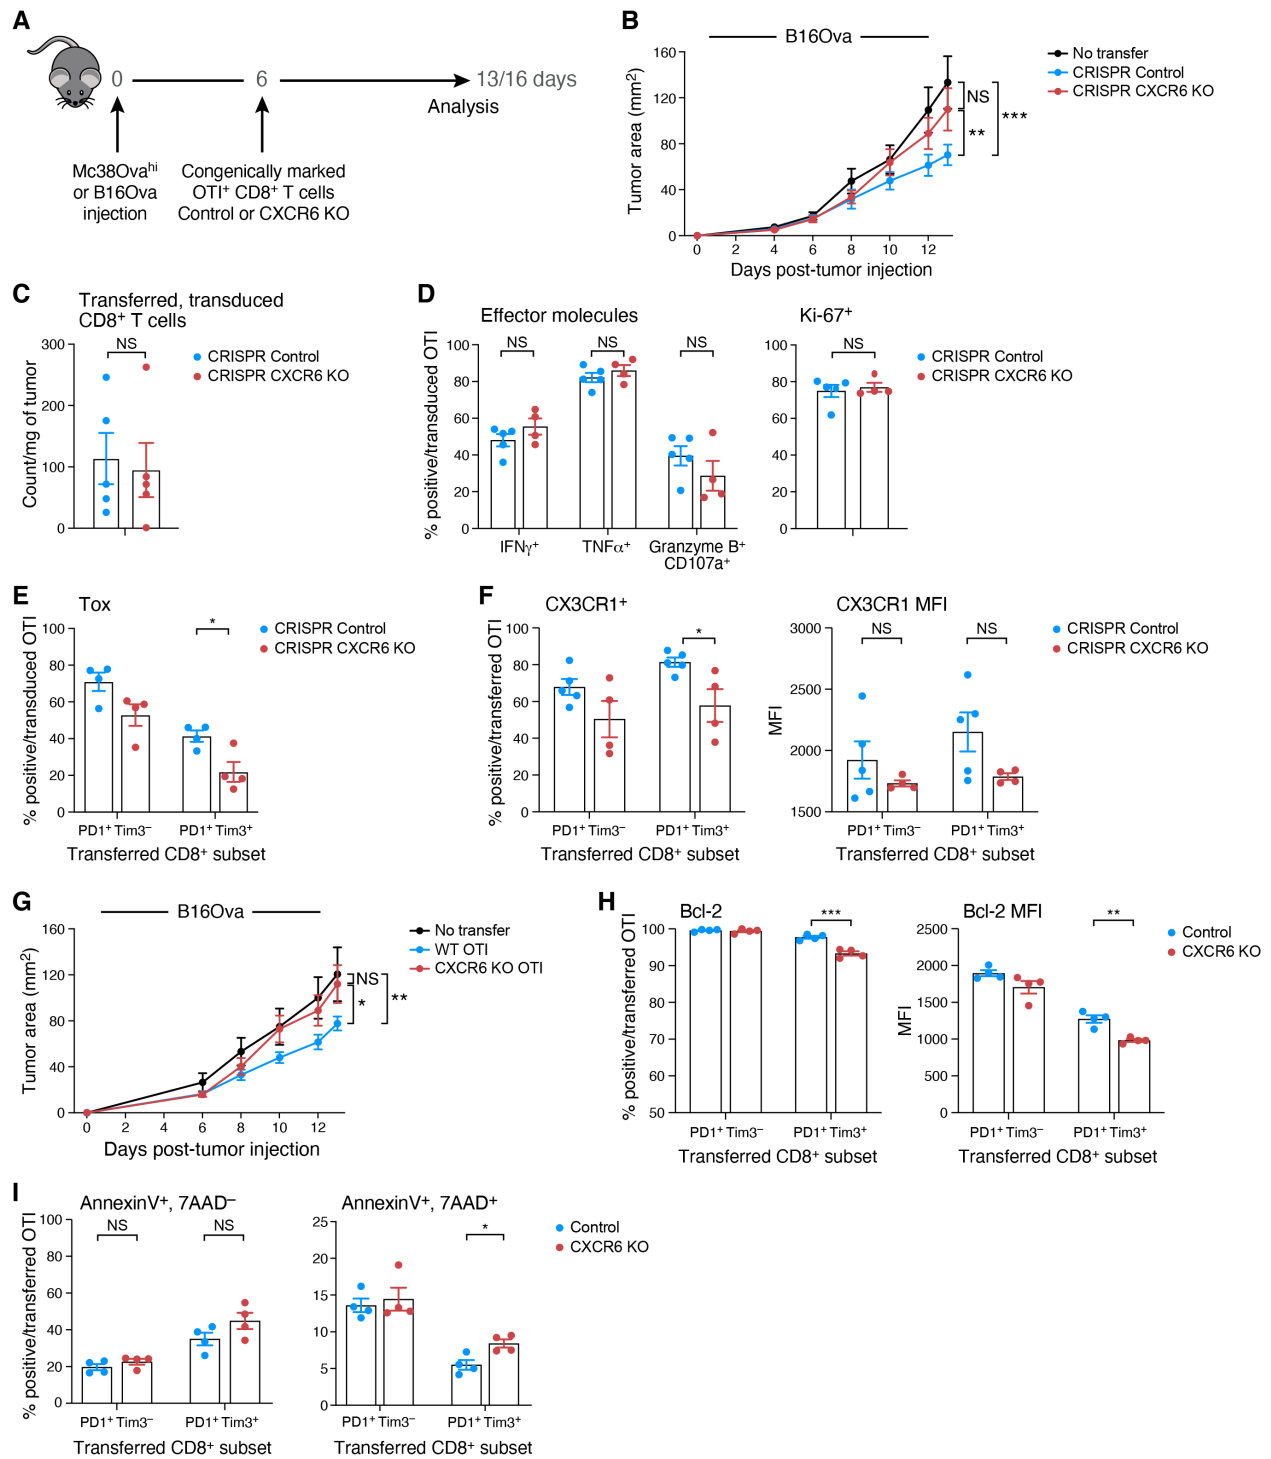 A
0
6
13/16 days
Analysis
Mc38Ovahi
or B16Ova
injection
Congenically marked
OTI+ CD8+ T cells
Control or CXCR6 KO
B
B16Ova
Tumor area (mm2)
160
120
80
40
0
0 2 4 6 8 10 12
Days post-tumor injection
NS
**
***
No transfer
CRISPR Control
CRISPR CXCR6 KO
C
Transferred, transduced
CD8+ T cells
Count/mg of tumor
300
200
100
0
NS
CRISPR Control
CRISPR CXCR6 KO
D
Effector molecules
% positive/transduced OTI
100
80
60
40
20
0
NS NS NS
IFNγ+ TNFα+ Granzyme B+
CD107a+
Ki-67+
100
80
60
40
20
0
NS
CRISPR Control
CRISPR CXCR6 KO
E
Tox
% positive/transduced OTI
100
80
60
40
20
0
*
PD1+ Tim3– PD1+ Tim3+
Transferred CD8+ subset
CRISPR Control
CRISPR CXCR6 KO
F
CX3CR1+
% positive/transferred OTI
100
80
60
40
20
0
*
PD1+ Tim3– PD1+ Tim3+
Transferred CD8+ subset
CX3CR1 MFI
MFI
3000
2500
2000
1500
NS NS
PD1+ Tim3– PD1+ Tim3+
Transferred CD8+ subset
CRISPR Control
CRISPR CXCR6 KO
G
B16Ova
Tumor area (mm2)
160
120
80
40
0
0 2 4 6 8 10 12
Days post-tumor injection
NS
*
**
No transfer
WT OTI
CXCR6 KO OTI
H
Bcl-2
% positive/transferred OTI
100
90
80
70
60
50
***
PD1+ Tim3– PD1+ Tim3+
Transferred CD8+ subset
Bcl-2 MFI
MFI
2500
2000
1500
1000
500
0
**
PD1+ Tim3– PD1+ Tim3+
Transferred CD8+ subset
Control
CXCR6 KO
I
AnnexinV+, 7AAD–
% positive/transferred OTI
100
80
60
40
20
0
NS NS
PD1+ Tim3– PD1+ Tim3+
Transferred CD8+ subset
AnnexinV+, 7AAD+
25
20
15
10
5
0
*
PD1+ Tim3– PD1+ Tim3+
Transferred CD8+ subset
Control
CXCR6 KO